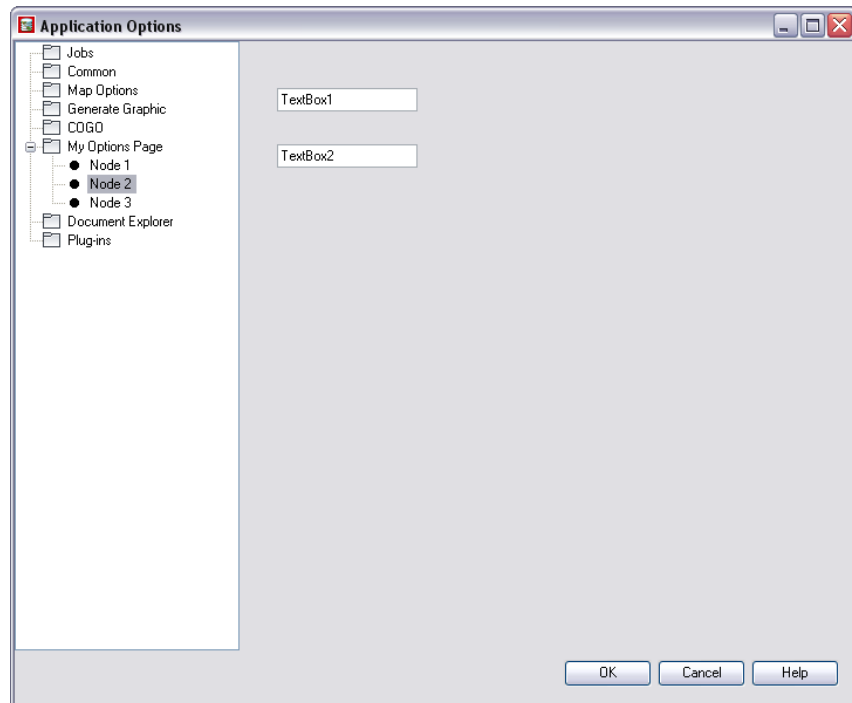 Application Options
Jobs
Common
Map Options
Generate Graphic
COGO
My Options Page
Node 1
Node 2
Node 3
Document Explorer
Plug-ins
TextBox1
TextBox2
OK
Cancel
Help